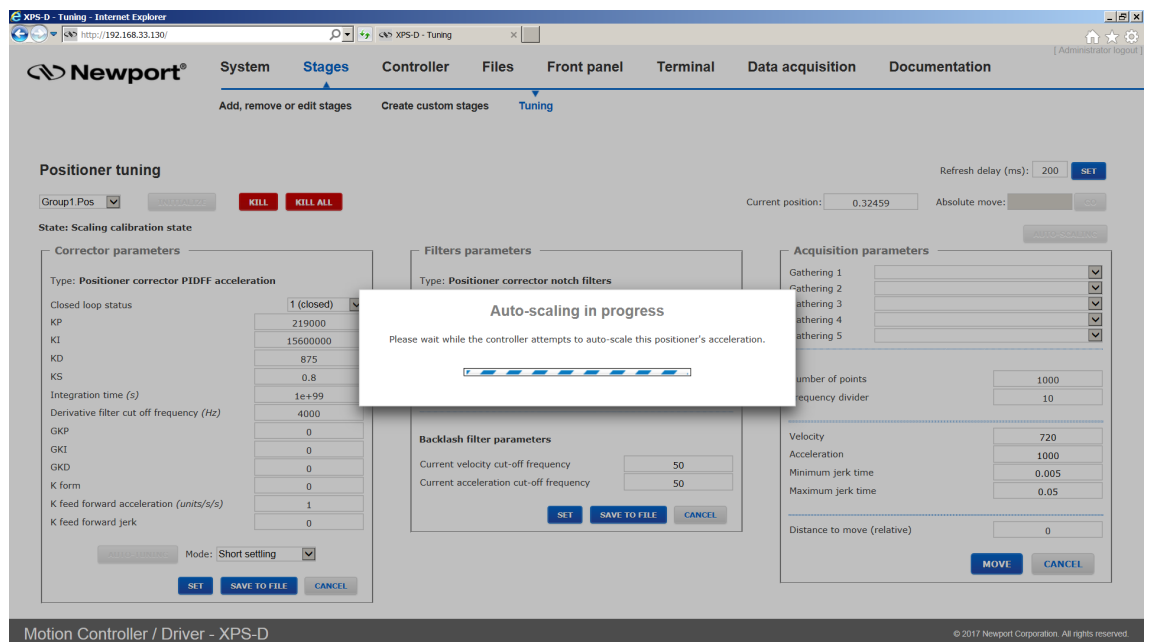 XPS-D - Tuning - Internet Explorer
http://192.168.33.130/
XPS-D - Tuning
[ Administrator logout ]
Newport®
System Stages Controller Files Front panel Terminal Data acquisition Documentation
Add, remove or edit stages Create custom stages Tuning
Positioner tuning
Refresh delay (ms): 200 SET
Group1.Pos KILL KILL ALL
Current position: 0.32459 Absolute move:
State: Scaling calibration state
Corrector parameters
Type: Positioner corrector PIDFF acceleration
Closed loop status 1 (closed)
KP 219000
KI 15600000
KD 875
KS 0.8
Integration time (s) 1e+99
Derivative filter cut off frequency (Hz) 4000
GKP 0
GKI 0
GKD 0
K form 0
K feed forward acceleration (units/s/s) 1
K feed forward jerk 0
Mode: Short settling
SET SAVE TO FILE CANCEL
Filters parameters
Type: Positioner corrector notch filters
Auto-scaling in progress
Please wait while the controller attempts to auto-scale this positioner's acceleration.
Backlash filter parameters
Current velocity cut-off frequency 50
Current acceleration cut-off frequency 50
SET SAVE TO FILE CANCEL
Acquisition parameters
Gathering 1
Gathering 2
athering 3
athering 4
athering 5
umber of points 1000
requency divider 10
Velocity 720
Acceleration 1000
Minimum jerk time 0.005
Maximum jerk time 0.05
Distance to move (relative) 0
MOVE CANCEL
Motion Controller / Driver - XPS-D
© 2017 Newport Corporation. All rights reserved.